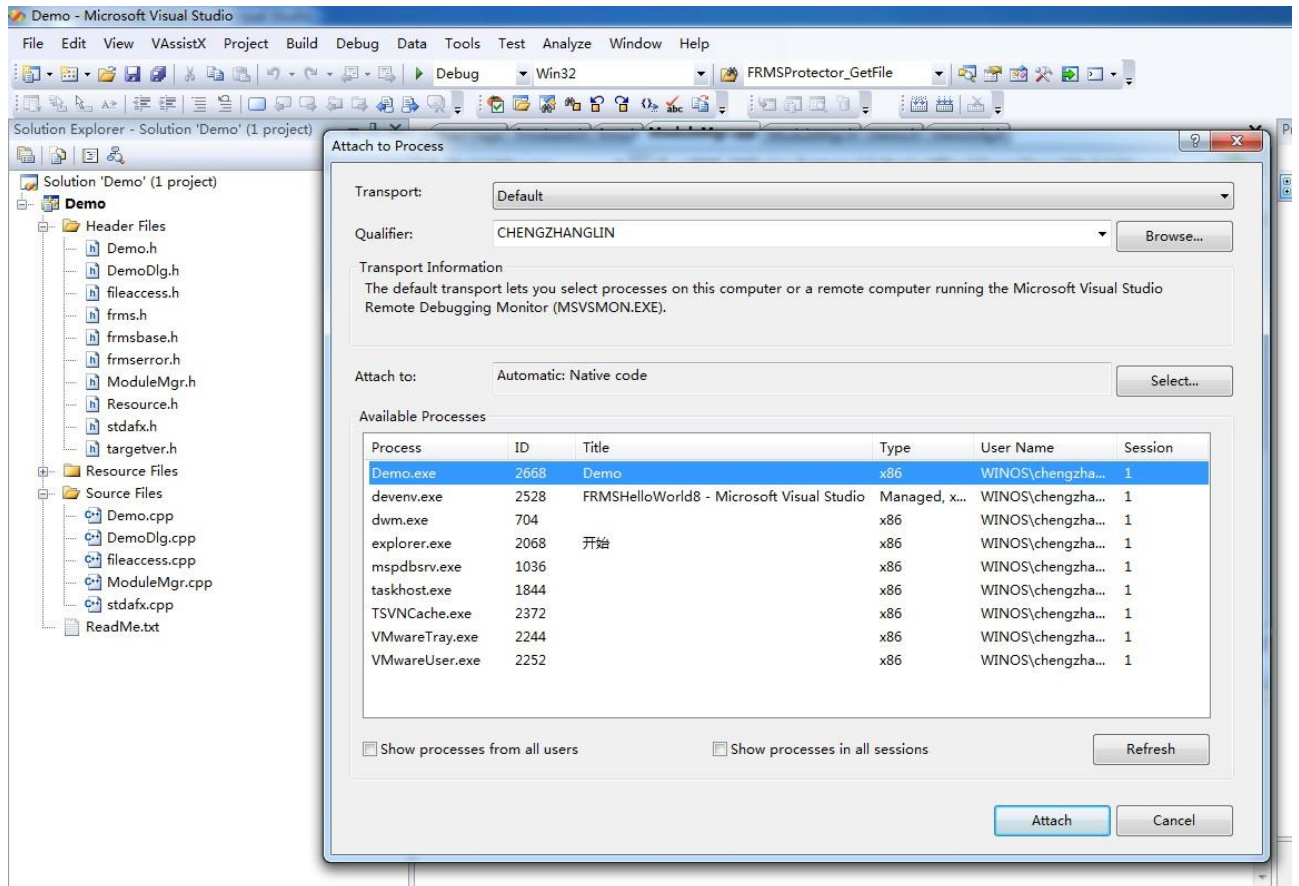 Demo - Microsoft Visual Studio
File Edit View VAssistX Project Build Debug Data Tools Test Analyze Window Help
Debug Win32 FRMSProtector_GetFile
Solution Explorer - Solution 'Demo' (1 project)
Solution 'Demo' (1 project)
Demo
Header Files
Demo.h
DemoDlg.h
fileaccess.h
frms.h
frmsbase.h
frmserror.h
ModuleMgr.h
Resource.h
stdafx.h
targetver.h
Resource Files
Source Files
Demo.cpp
DemoDlg.cpp
fileaccess.cpp
ModuleMgr.cpp
stdafx.cpp
ReadMe.txt
Attach to Process
Transport: Default
Qualifier: CHENGZHANGLIN Browse...
Transport Information
The default transport lets you select processes on this computer or a remote computer running the Microsoft Visual Studio
Remote Debugging Monitor (MSVSMON.EXE).
Attach to: Automatic: Native code Select...
Available Processes
Process ID Title Type User Name Session
Demo.exe 2668 Demo x86 WINOS\chengzha... 1
devenv.exe 2528 FRMSHelloWorld8 - Microsoft Visual Studio Managed, x... WINOS\chengzha... 1
dwm.exe 704 x86 WINOS\chengzha... 1
explorer.exe 2068 开始 x86 WINOS\chengzha... 1
mspdbsrv.exe 1036 x86 WINOS\chengzha... 1
taskhost.exe 1844 x86 WINOS\chengzha... 1
TSVNCache.exe 2372 x86 WINOS\chengzha... 1
VMwareTray.exe 2244 x86 WINOS\chengzha... 1
VMwareUser.exe 2252 x86 WINOS\chengzha... 1
Show processes from all users Show processes in all sessions Refresh
Attach Cancel